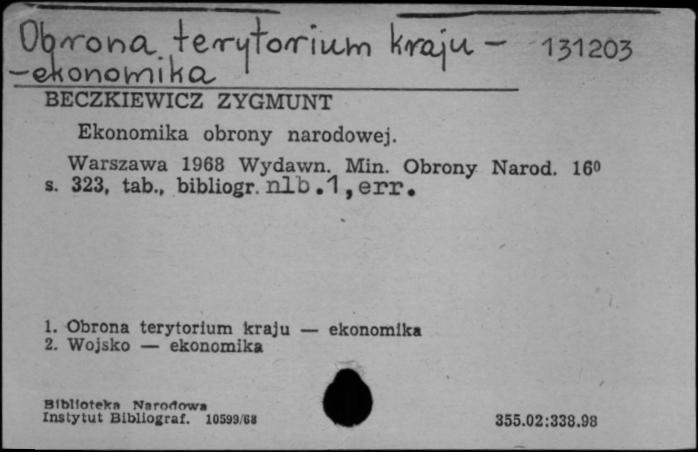 Obrona terytorium kraju - 131203
-ekonomika
BECZKIEWICZ ZYGMUNT
Ekonomika obrony narodowej.
Warszawa 1968 Wydawn. Min. Obrony Narod. 16⁰
s. 323, tab., bibliogr. nlb.1,err.
1. Obrona terytorium kraju — ekonomika
2. Wojsko — ekonomika
Biblioteka Narodowa
Instytut Bibliograf. 10599/68
355.02:338.98